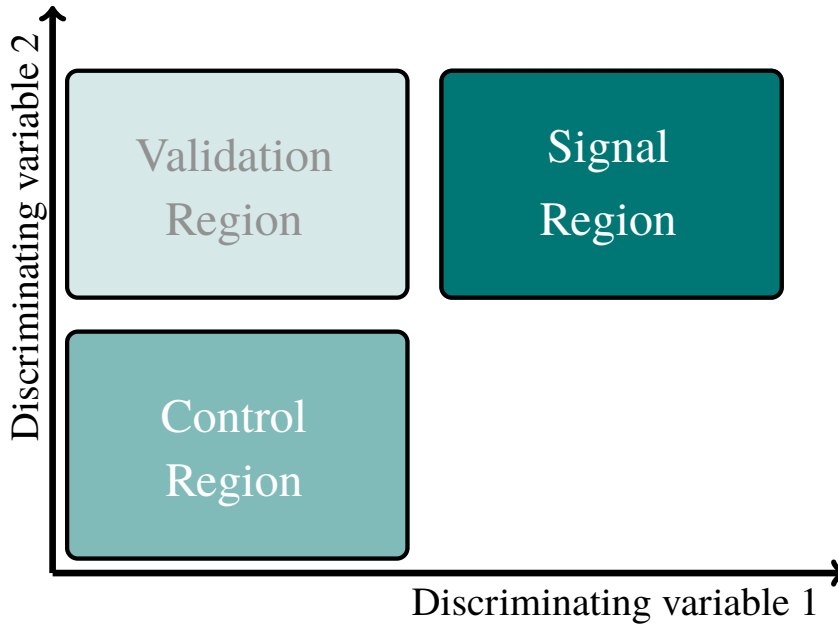 Discriminating variable 2
Validation
Region
Signal
Region
Control
Region
Discriminating variable 1